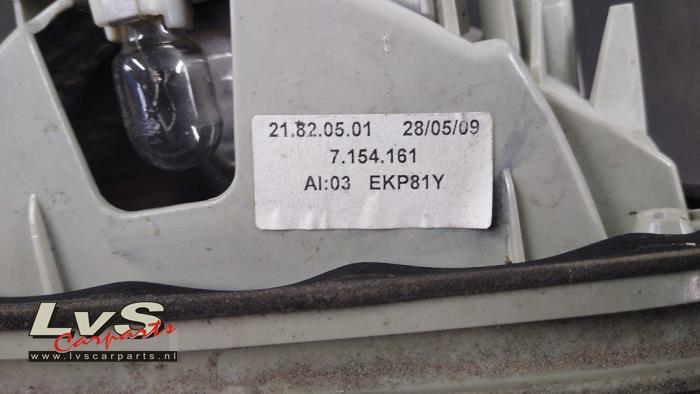 21.82.05.01 28/05/09
7.154.161
AI:03 EKP81Y
LvS
Carparts
www.lvscarparts.nl